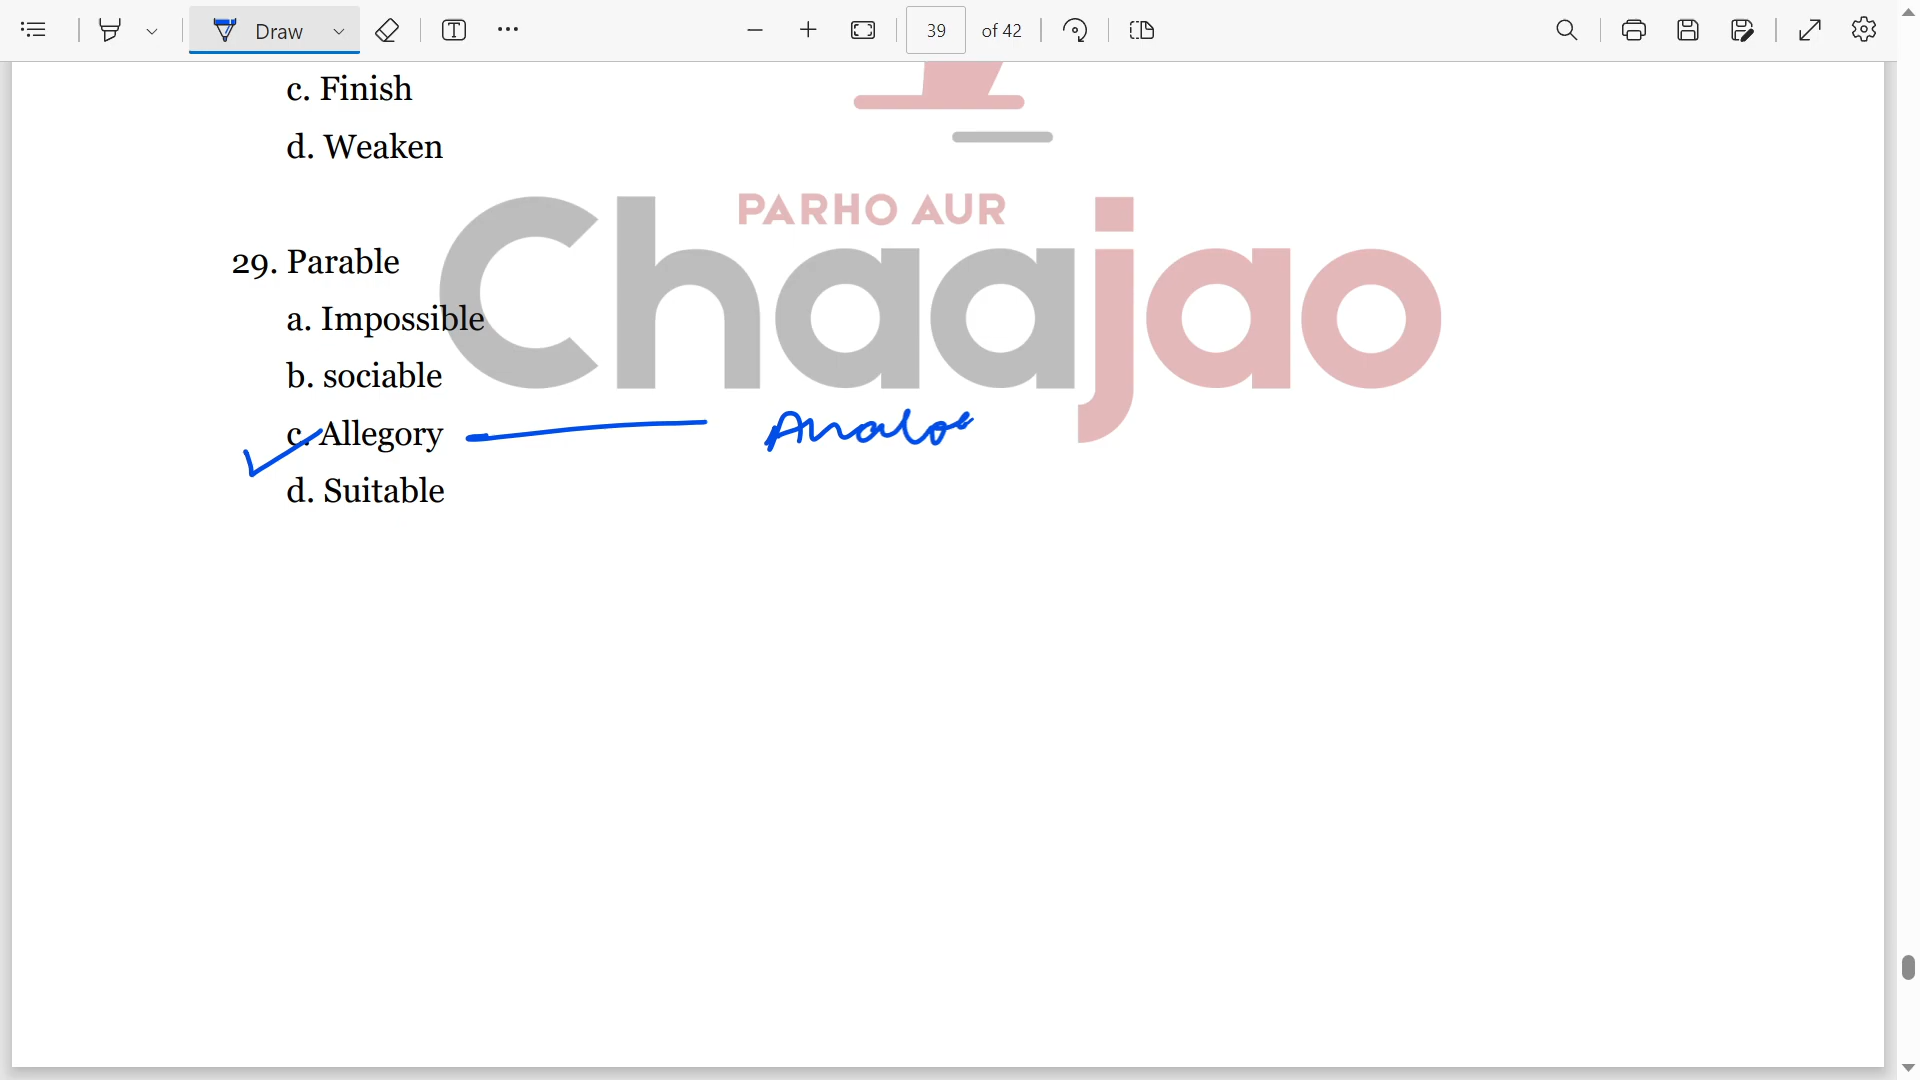 Draw
39 of 42
c. Finish
d. Weaken
PARHO AUR
Chaajao
29. Parable
a. Impossible
b. sociable
c. Allegory
d. Suitable